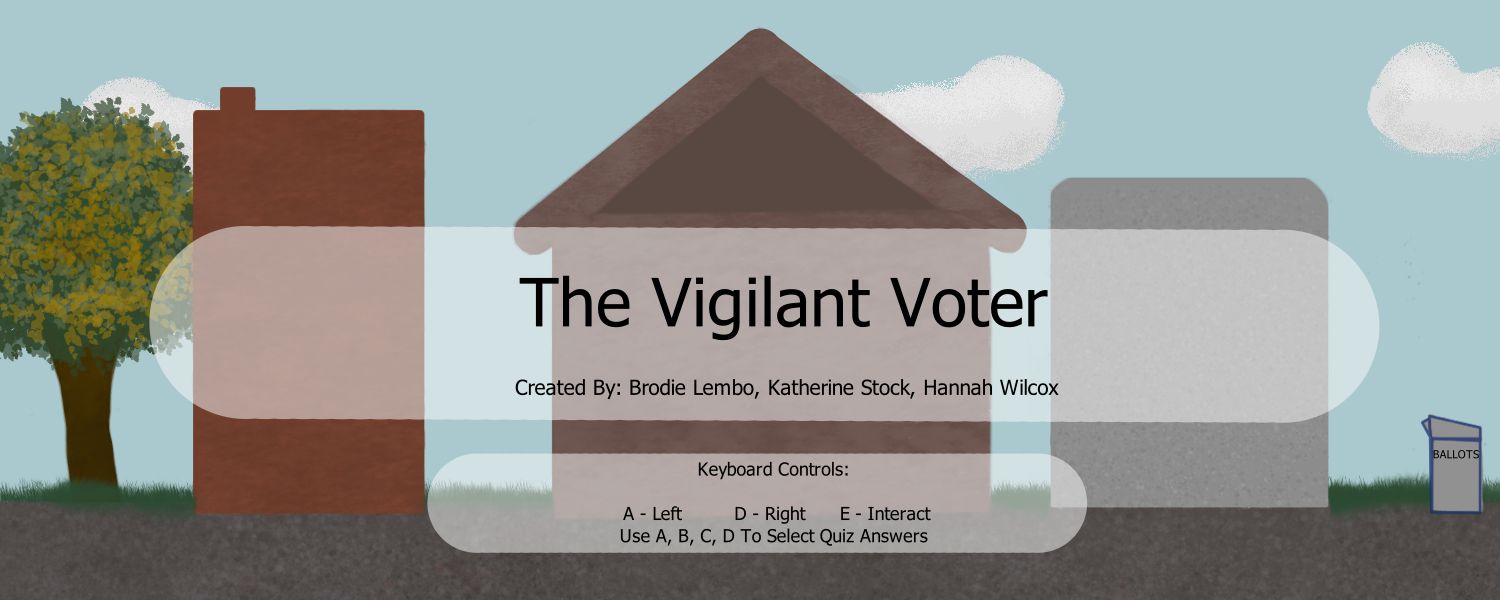 The Vigilant Voter
Created By: Brodie Lembo, Katherine Stock, Hannah Wilcox
BALLOTS
Keyboard Controls:
A - Left D - Right E - Interact
Use A, B, C, D To Select Quiz Answers